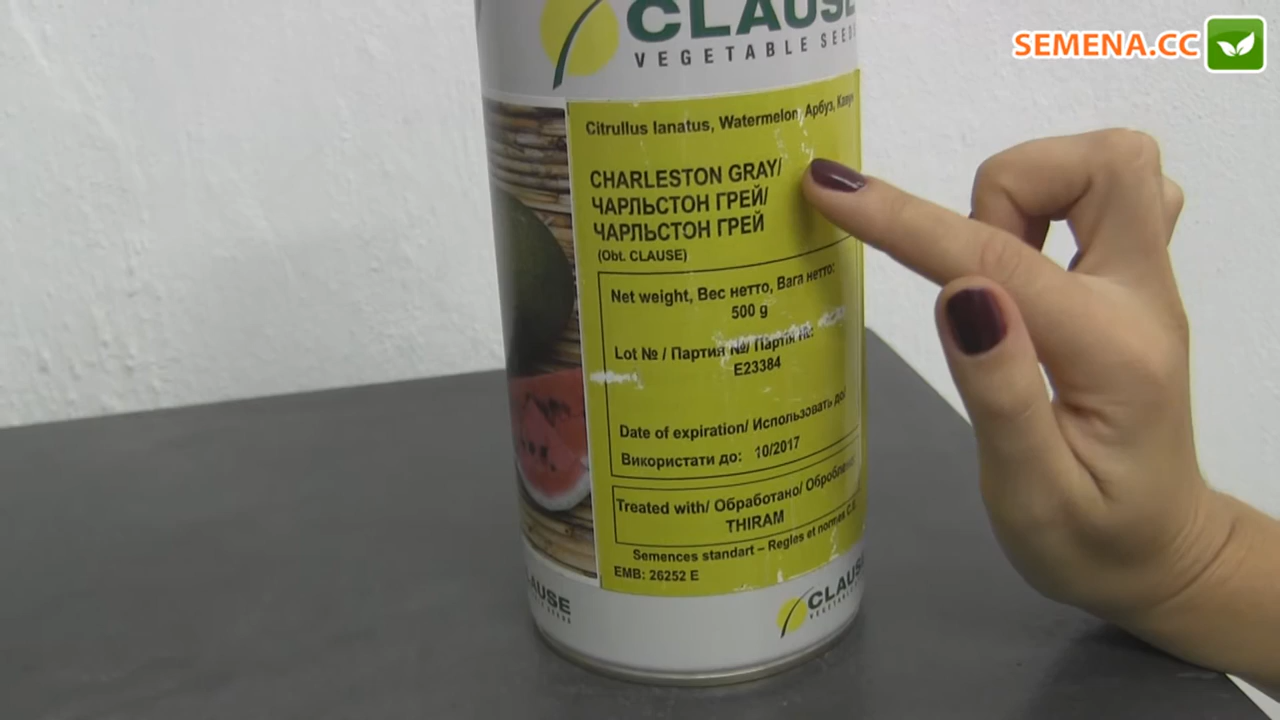 SEMENA.CC
CLAUSE
VEGETABLE SEEDS
Citrullus lanatus, Watermelon, Арбуз, Кавун
CHARLESTON GRAY/
ЧАРЛЬСТОН ГРЕЙ/
ЧАРЛЬСТОН ГРЕЙ
(Obt. CLAUSE)
Net weight, Вес нетто, Вага нетто:
500 g
Lot № / Партия №/ Партія №:
E23384
Date of expiration/ Использовать до/
Використати до: 10/2017
Treated with/ Обработано/ Оброблено/
THIRAM
Semences standart – Regles et normes C.E.
EMB: 26252 E
CLAUSE
CLAUSE
VEGETABLE SEEDS